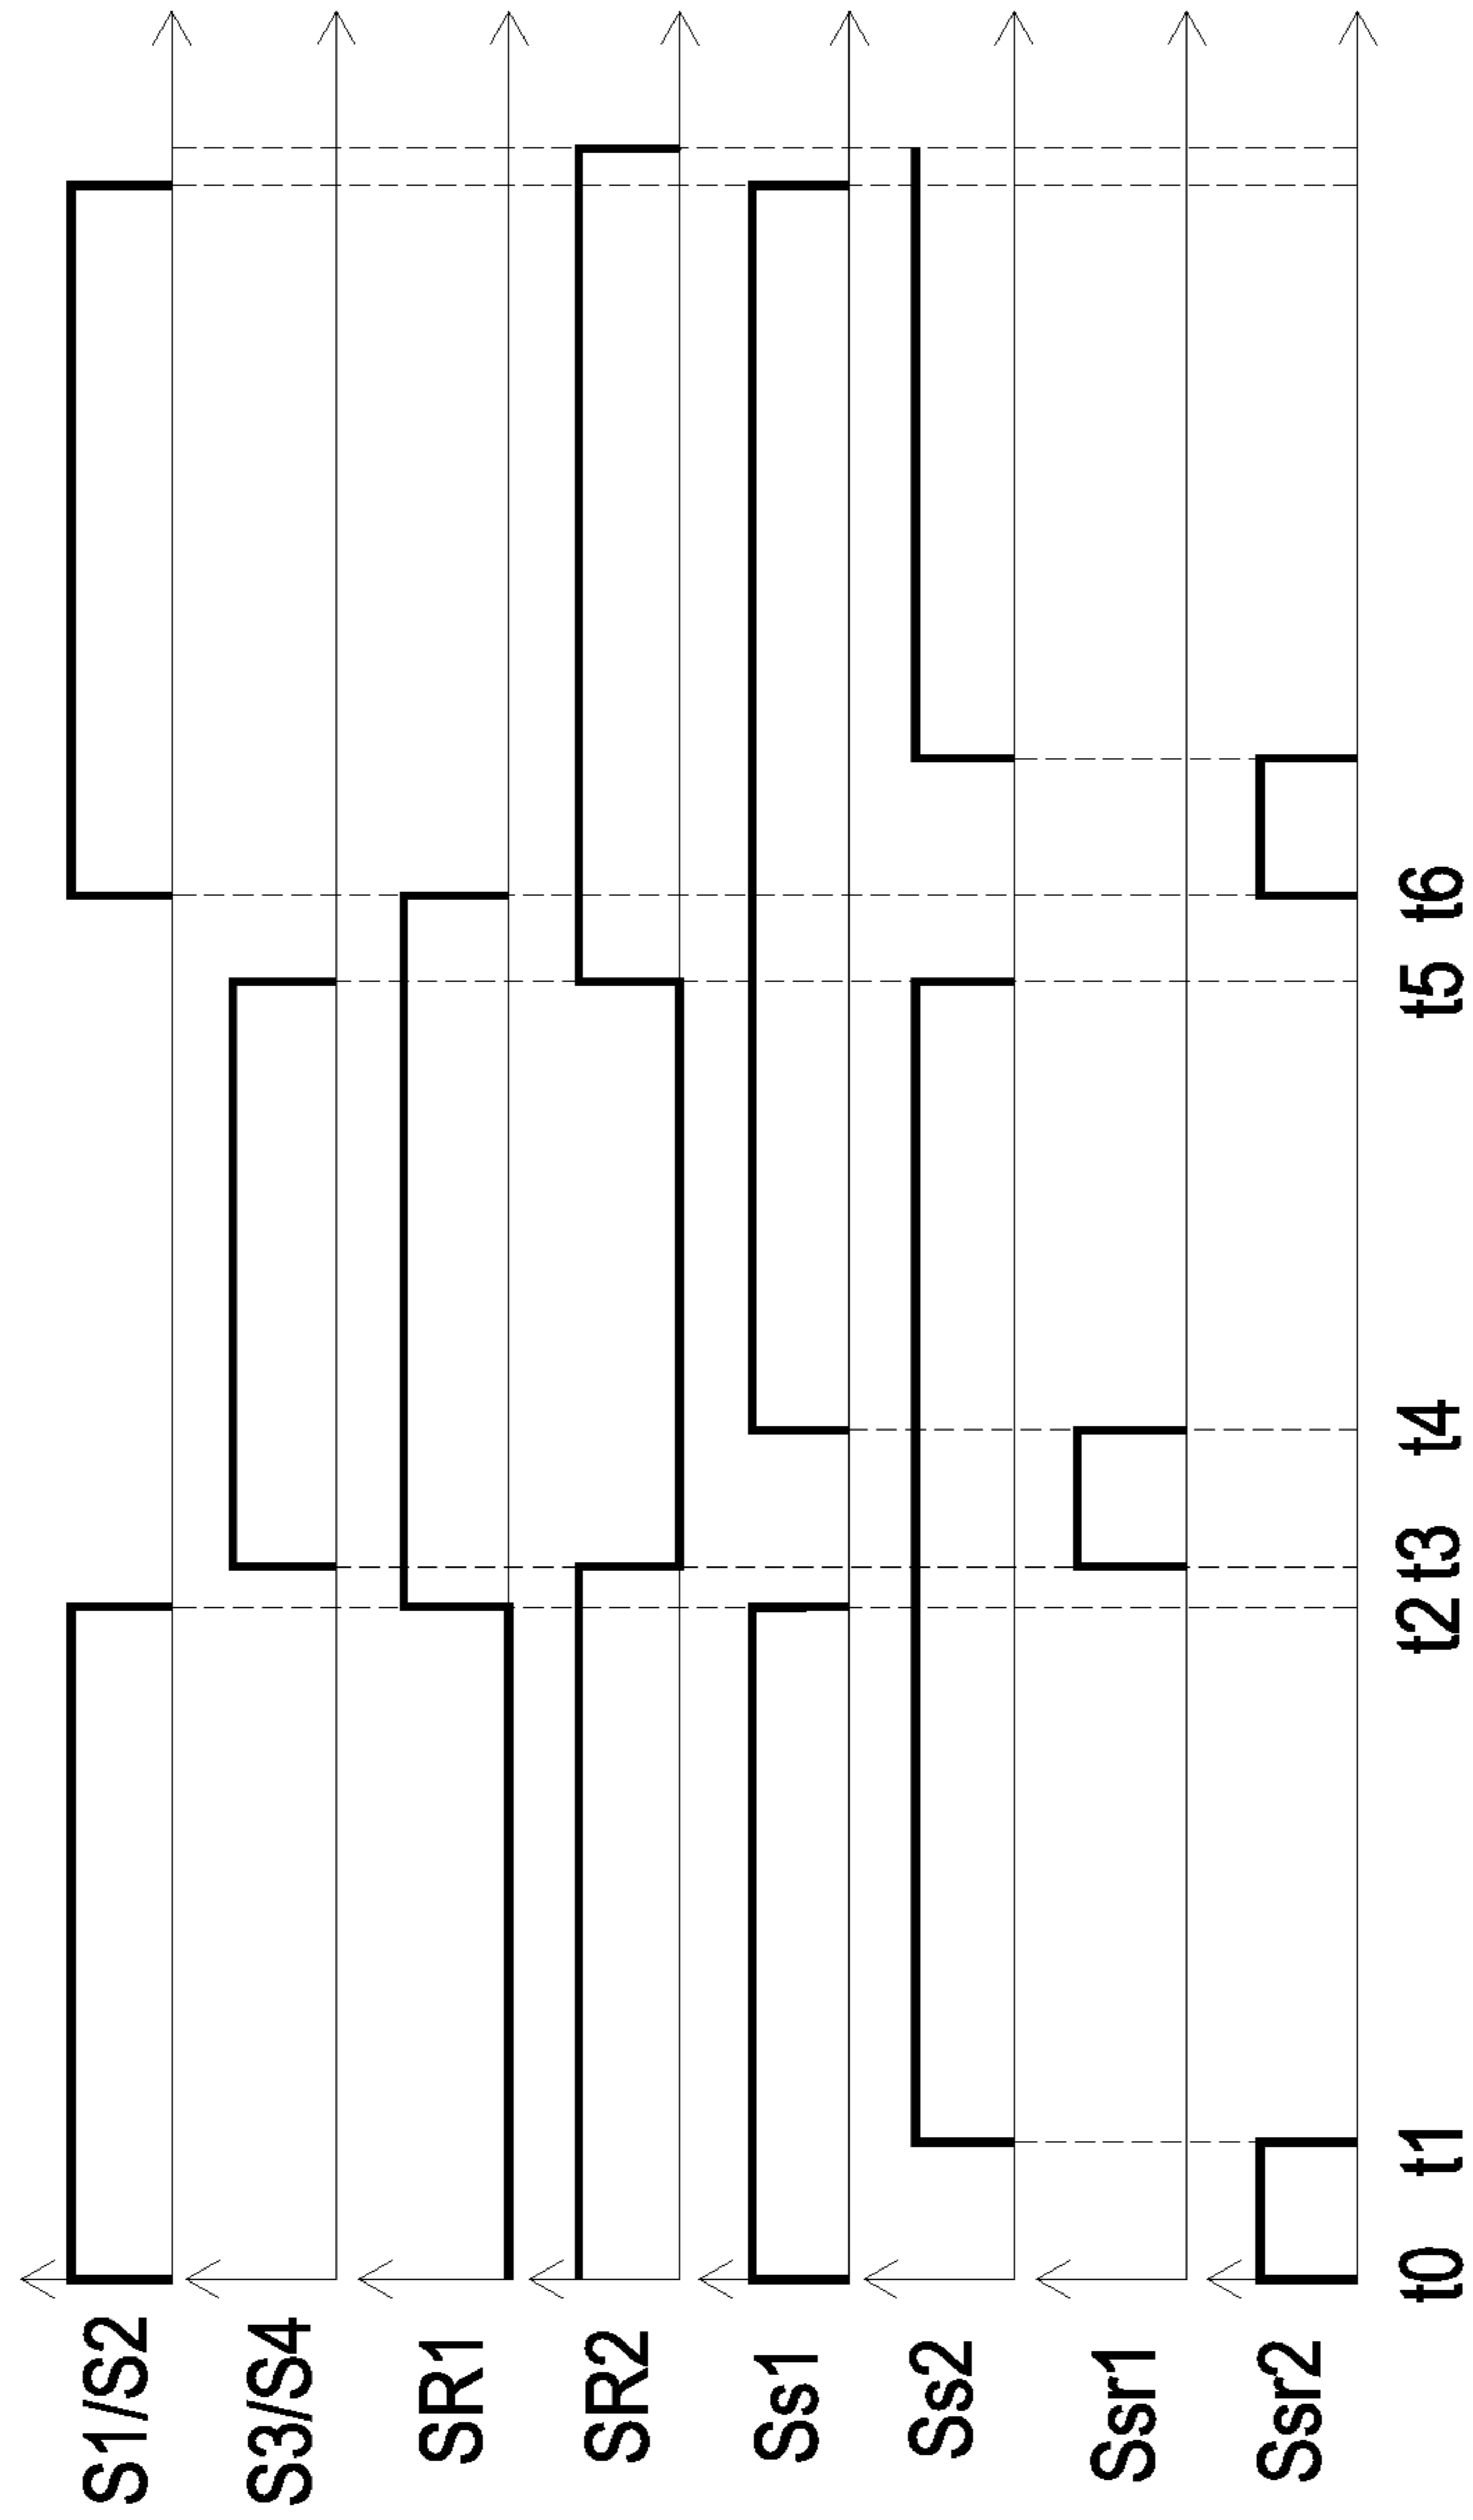 S1/S2
S3/S4
SR1
SR2
Ss1
Ss2
Ssr1
Ssr2
t0 t1 t2 t3 t4 t5 t6